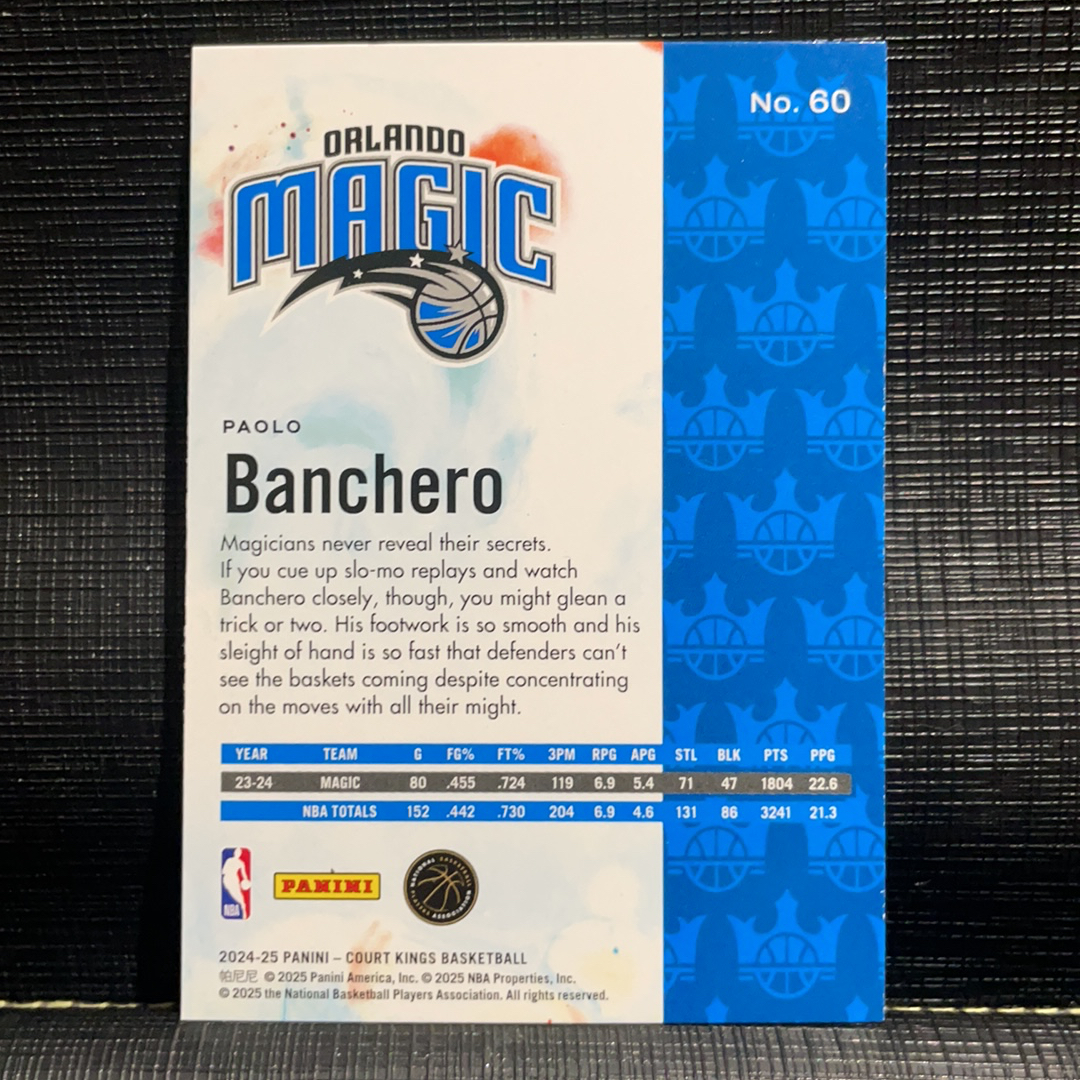 No. 60
ORLANDO
MAGIC
PAOLO
Banchero
Magicians never reveal their secrets.
If you cue up slo-mo replays and watch
Banchero closely, though, you might glean a
trick or two. His footwork is so smooth and his
sleight of hand is so fast that defenders can't
see the baskets coming despite concentrating
on the moves with all their might.
YEAR TEAM G FG% FT% 3PM RPG APG STL BLK PTS PPG
23-24 MAGIC 80 .455 .724 119 6.9 5.4 71 47 1804 22.6
NBA TOTALS 152 .442 .730 204 6.9 4.6 131 86 3241 21.3
NBA
PANINI
NATIONAL BASKETBALL PLAYERS ASSOCIATION
2024-25 PANINI – COURT KINGS BASKETBALL
帕尼尼 © 2025 Panini America, Inc. © 2025 NBA Properties, Inc.
© 2025 the National Basketball Players Association. All rights reserved.